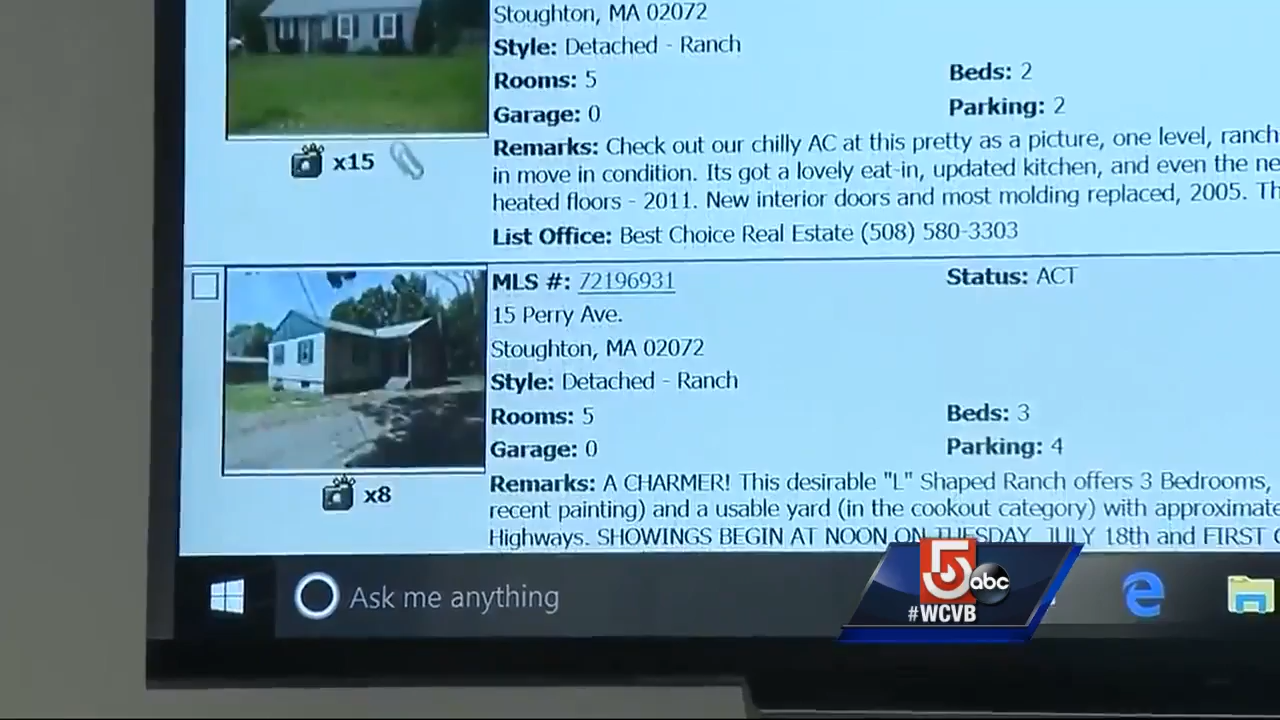 Stoughton, MA 02072
Style: Detached - Ranch
Rooms: 5
Beds: 2
Garage: 0
Parking: 2
Remarks: Check out our chilly AC at this pretty as a picture, one level, ranch
in move in condition. Its got a lovely eat-in, updated kitchen, and even the ne
heated floors - 2011. New interior doors and most molding replaced, 2005. Th
List Office: Best Choice Real Estate (508) 580-3303
x15
MLS #: 72196931
Status: ACT
15 Perry Ave.
Stoughton, MA 02072
Style: Detached - Ranch
Rooms: 5
Beds: 3
Garage: 0
Parking: 4
Remarks: A CHARMER! This desirable "L" Shaped Ranch offers 3 Bedrooms,
recent painting) and a usable yard (in the cookout category) with approximate
Highways. SHOWINGS BEGIN AT NOON ON TUESDAY JULY 18th and FIRST
x8
Ask me anything
5 abc
#WCVB